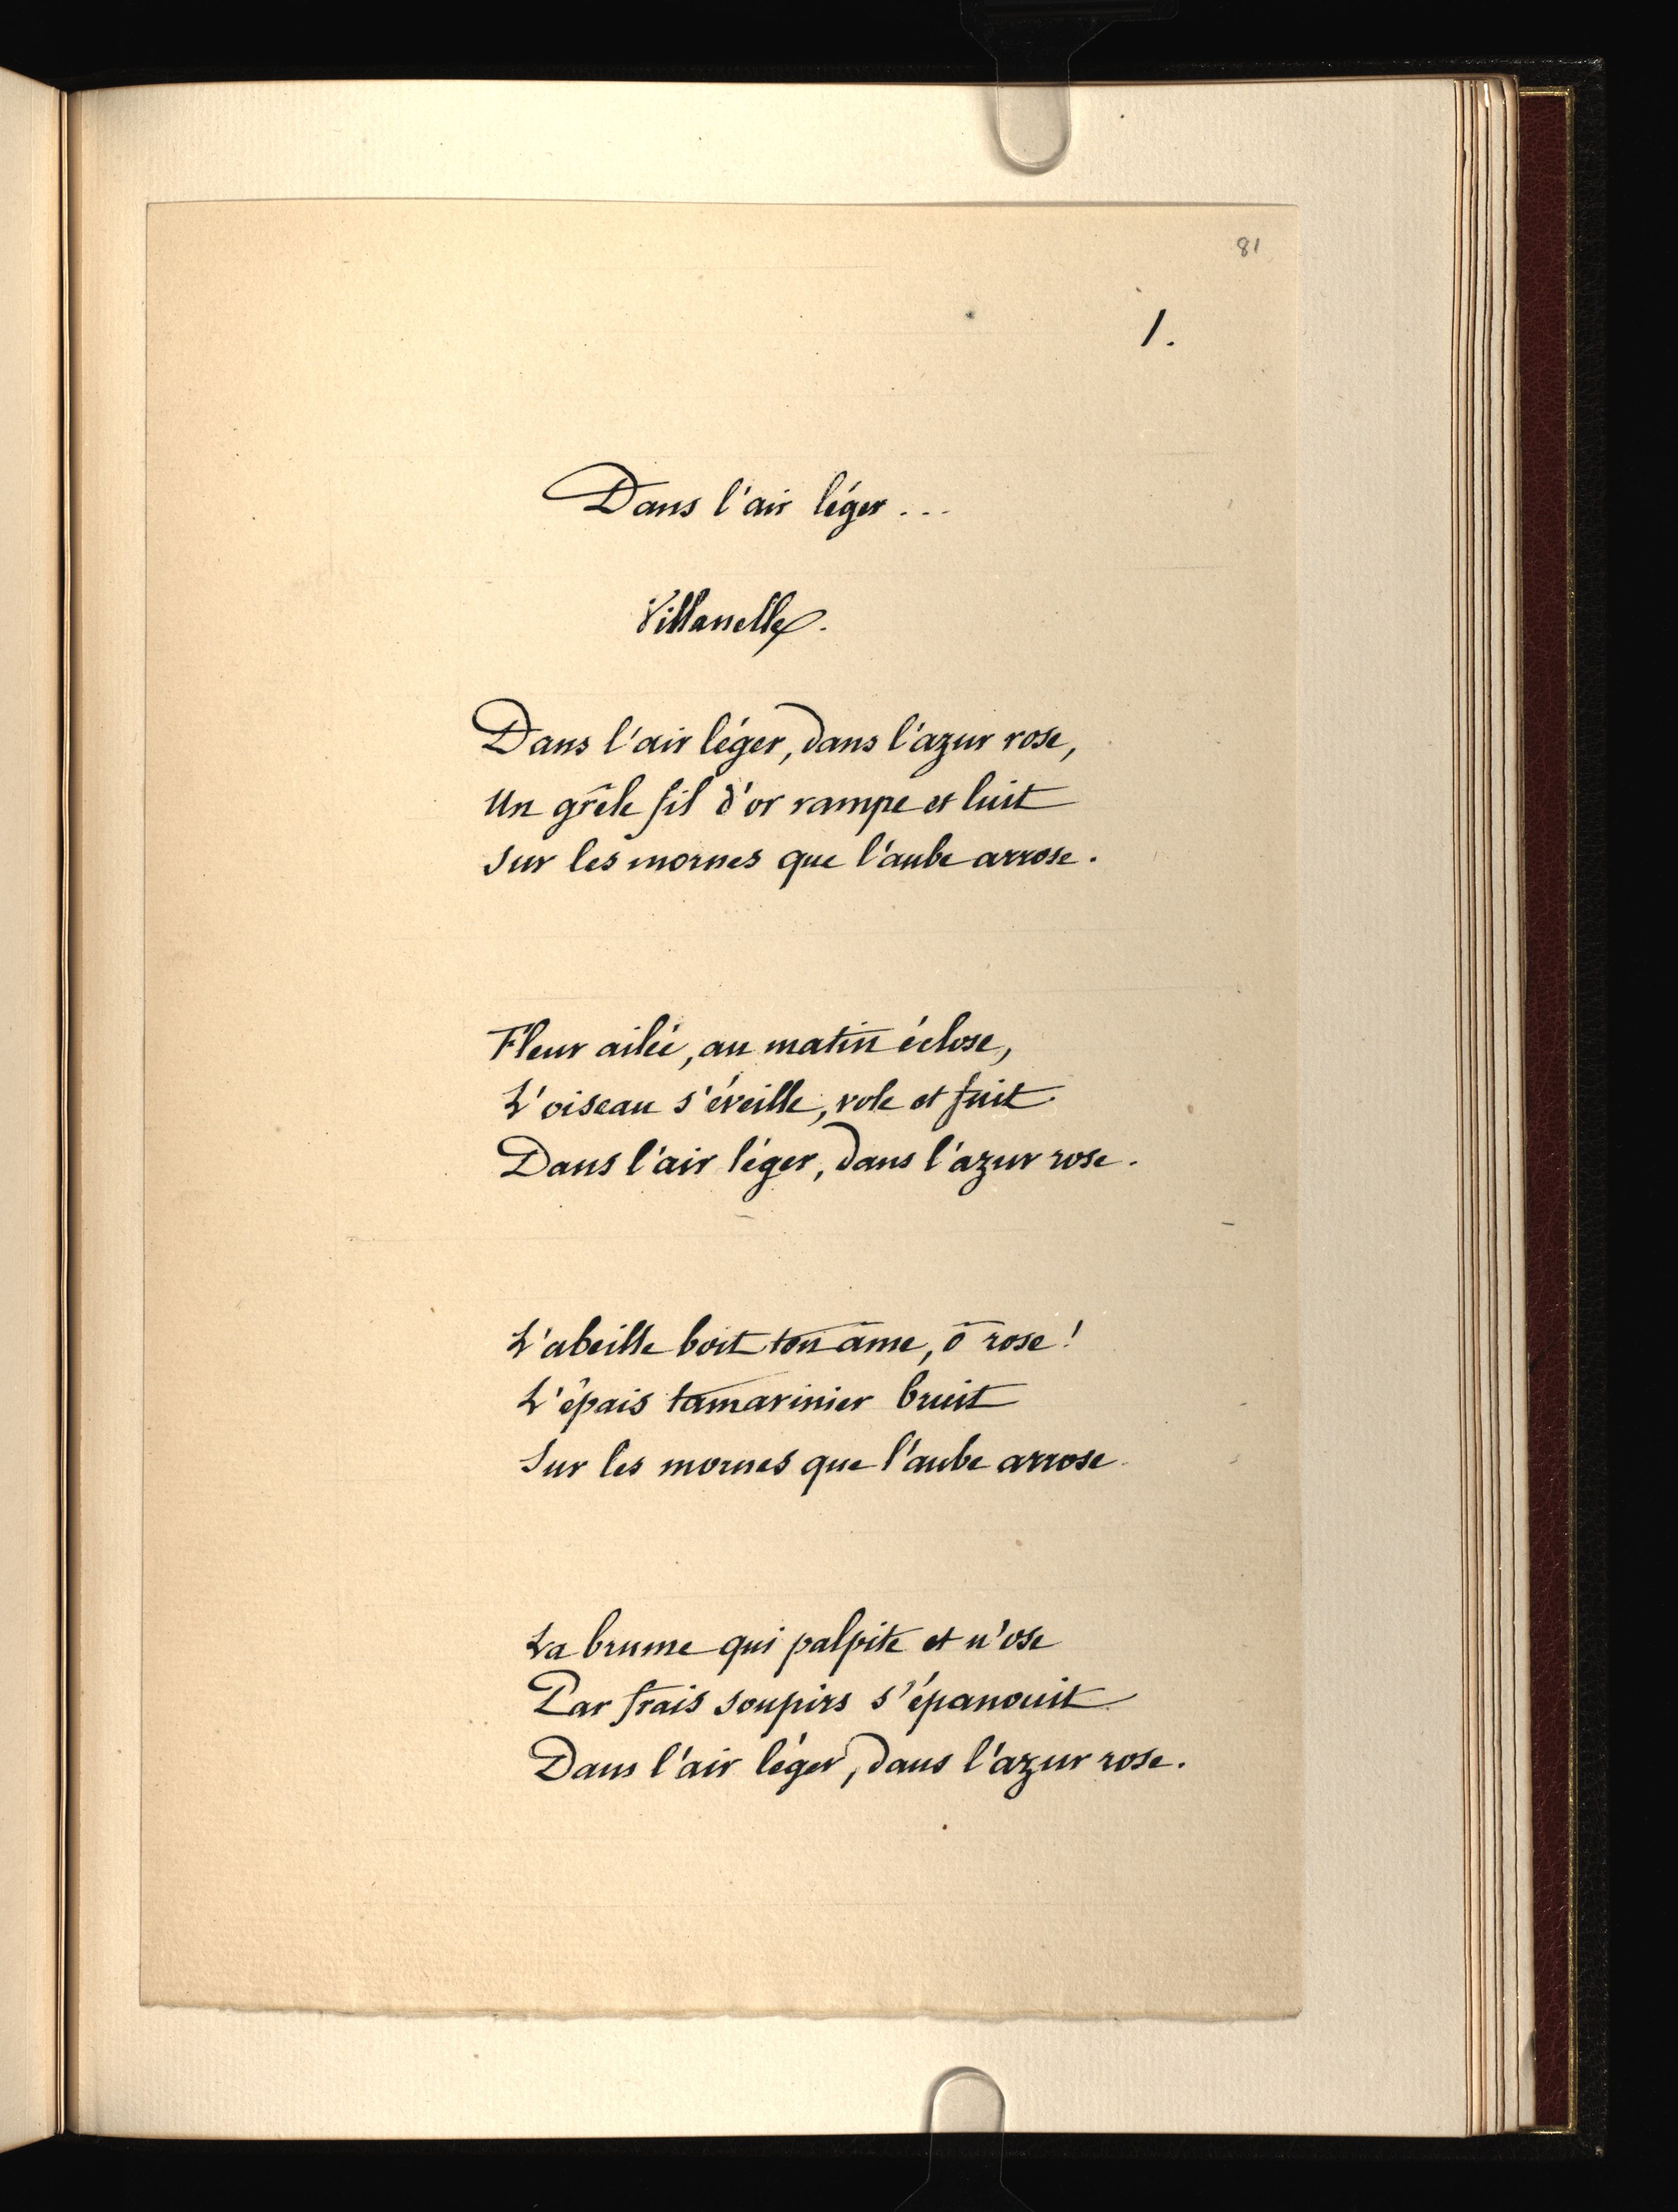 81
1.
Dans l'air léger...
Villanelle.
Dans l'air léger, dans l'azur rose,
Un grêle fil d'or rampe et luit
Sur les mornes que l'aube arrose.
Fleur ailée, au matin éclose,
L'oiseau s'éveille, vole et fuit
Dans l'air léger, dans l'azur rose.
L'abeille boit ton âme, ô rose!
L'épais tamarinier bruit
Sur les mornes que l'aube arrose.
La brume qui palpite et n'ose
Par frais soupirs s'épanouit
Dans l'air léger, dans l'azur rose.